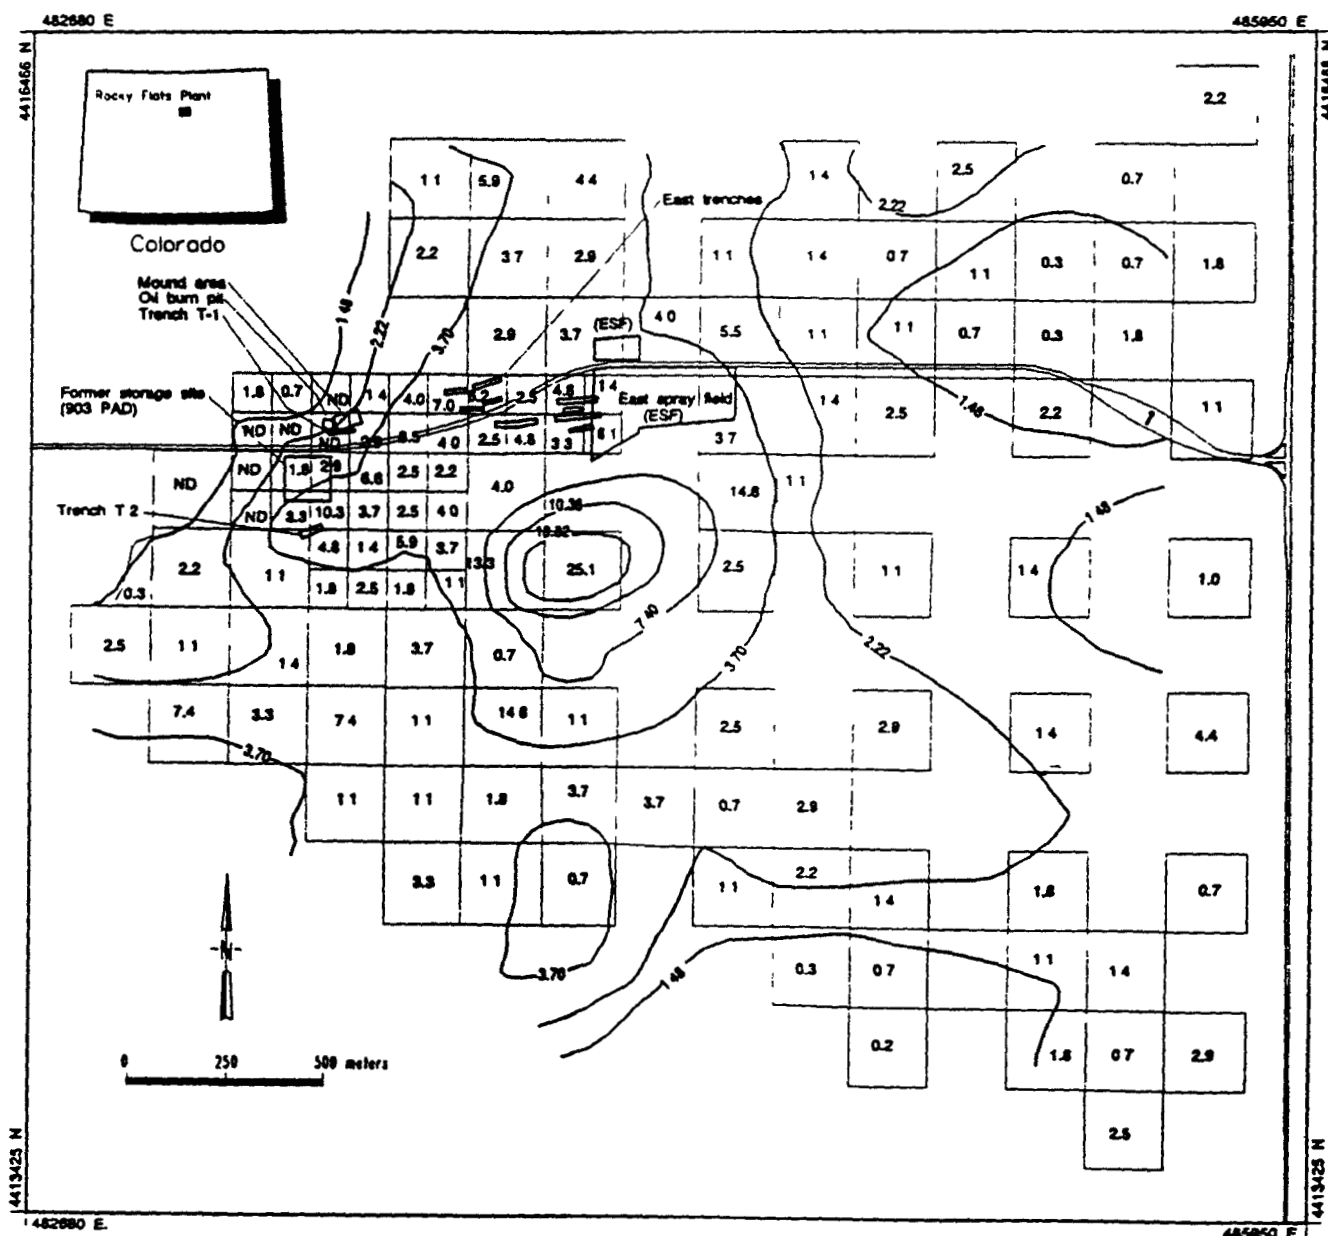 482680 E 485950 E
4416466 N 4416466 N
Rocky Flats Plant
Colorado
2.2
1 1 5.9 4 4 1 4 2.5 0.7
East trenches
2.22
2.2 3 7 2.9 1 1 1 4 0 7 1 1 0.3 0.7 1.8
Mound area
Oil burn pit
Trench T-1
1.48 2.22 3.70
2.9 3.7 (ESF) 4 0 5.5 1 1 1 1 0.7 0.3 1.8
Former storage site
(903 PAD)
1.8 0.7 ND 1 4 4.0 7.0 2.5 4.8 1 4
East spray field
(ESF)
1 4 2.5 1.48 2.2 1 1
ND ND ND 4 0 2.5 4.8 3.3 3 7
ND ND 1.8 2.9 6.6 2.5 2.2 4.0 14.8 1 1
Trench T 2
ND 3.3 10.3 3.7 2.5 4 0 10.36 1.48
4.8 1 4 5.9 3.7
2.2 1 1 25.1 2.5 1 1 1 4 1.0
0.3 1.8 2.5 1.8 1 1
7.40
2.5 1 1 1 4 1.8 3.7 0.7 3.70 2.22
7.4 3.3 7 4 1 1 14 6 1 1 2.5 2.9 1 4 4.4
3.70
1 1 1 1 1.8 3.7 3.7 0.7 2.9
3.3 1 1 0.7 1 1 2.2 1 4 1.8 0.7
3.70 1.48 0.3 0.7 1 1 1 4
N
0 250 500 meters
0.2 1.8 0 7 2.9
2.5
4413425 N 4413425 N
482680 E. 485950 E